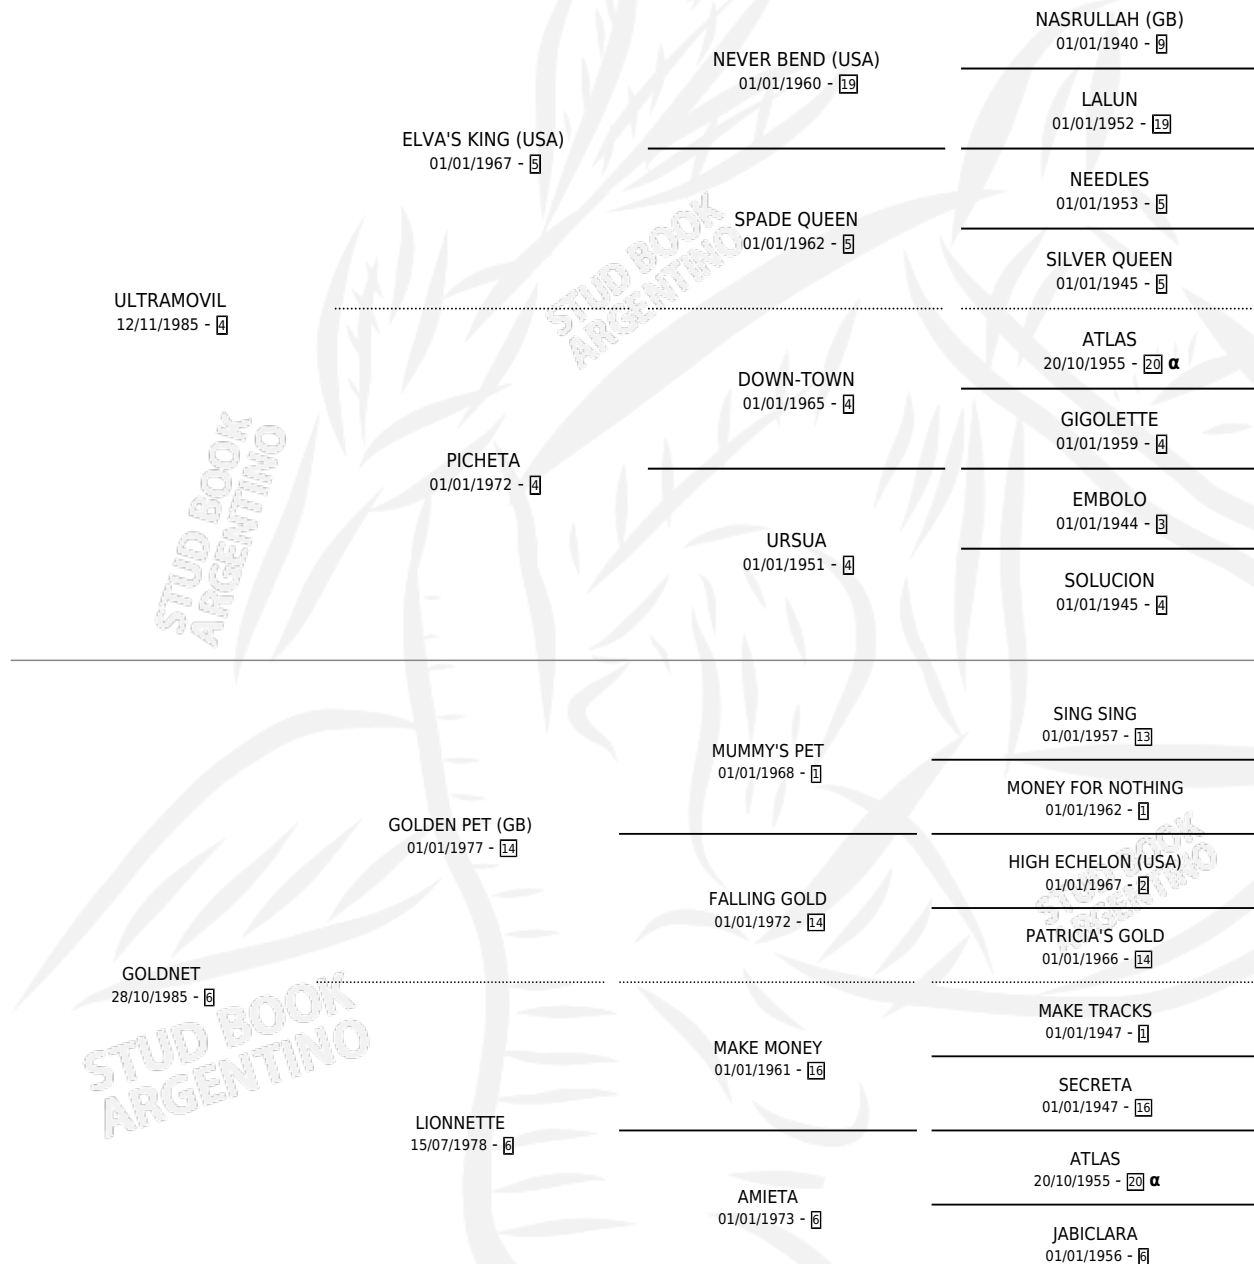 NASRULLAH (GB)
01/01/1940 - 9
NEVER BEND (USA)
01/01/1960 - 19
LALUN
01/01/1952 - 19
ELVA'S KING (USA)
01/01/1967 - 5
NEEDLES
01/01/1953 - 5
SPADE QUEEN
01/01/1962 - 5
SILVER QUEEN
01/01/1945 - 5
ULTRAMOVIL
12/11/1985 - 4
ATLAS
20/10/1955 - 20 α
DOWN-TOWN
01/01/1965 - 4
GIGOLETTE
01/01/1959 - 4
PICHETA
01/01/1972 - 4
EMBOLO
01/01/1944 - 3
URSUA
01/01/1951 - 4
SOLUCION
01/01/1945 - 4
SING SING
01/01/1957 - 13
MUMMY'S PET
01/01/1968 - 1
MONEY FOR NOTHING
01/01/1962 - 1
GOLDEN PET (GB)
01/01/1977 - 14
HIGH ECHELON (USA)
01/01/1967 - 2
FALLING GOLD
01/01/1972 - 14
PATRICIA'S GOLD
01/01/1966 - 14
GOLDNET
28/10/1985 - 6
MAKE TRACKS
01/01/1947 - 1
MAKE MONEY
01/01/1961 - 16
SECRETA
01/01/1947 - 16
LIONNETTE
15/07/1978 - 6
ATLAS
20/10/1955 - 20 α
AMIETA
01/01/1973 - 6
JABICLARA
01/01/1956 - 6
STUD BOOK
ARGENTINO
STUD BOOK
ARGENTINO
STUD BOOK
ARGENTINO
STUD BOOK
ARGENTINO